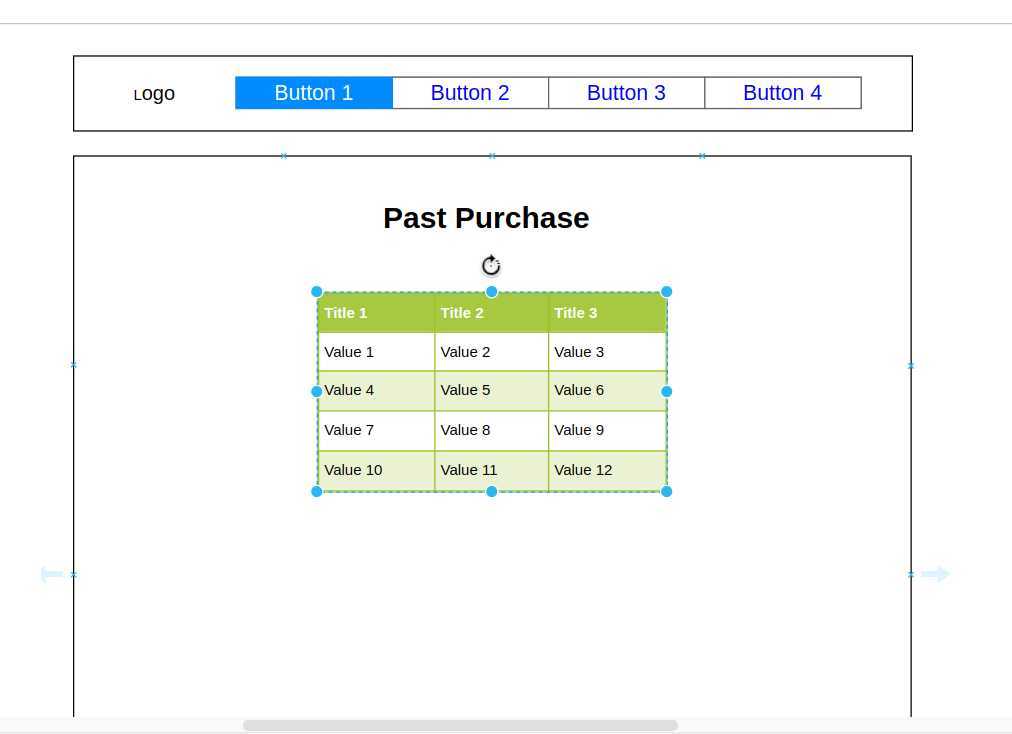 Logo Button 1 Button 2 Button 3 Button 4
Past Purchase
Title 1 Title 2 Title 3
Value 1 Value 2 Value 3
Value 4 Value 5 Value 6
Value 7 Value 8 Value 9
Value 10 Value 11 Value 12